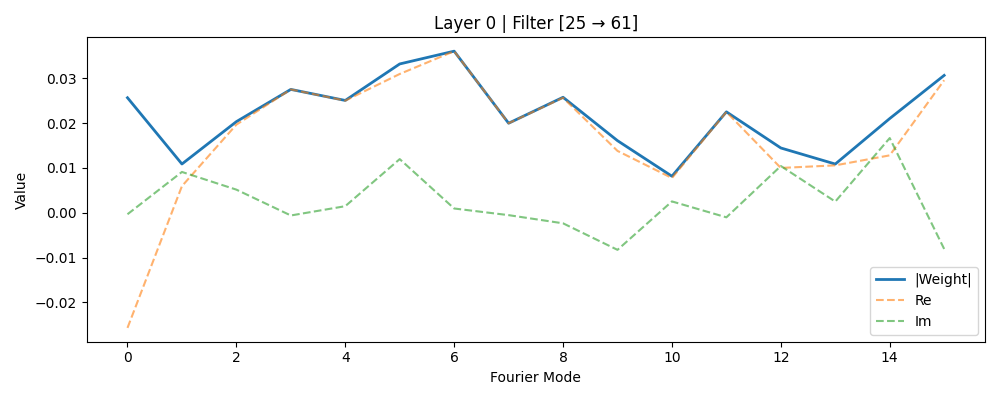 Layer 0 | Filter [25 → 61]
Value
0.03
0.02
0.01
0.00
−0.01
−0.02
|Weight|
Re
Im
0 2 4 6 8 10 12 14
Fourier Mode